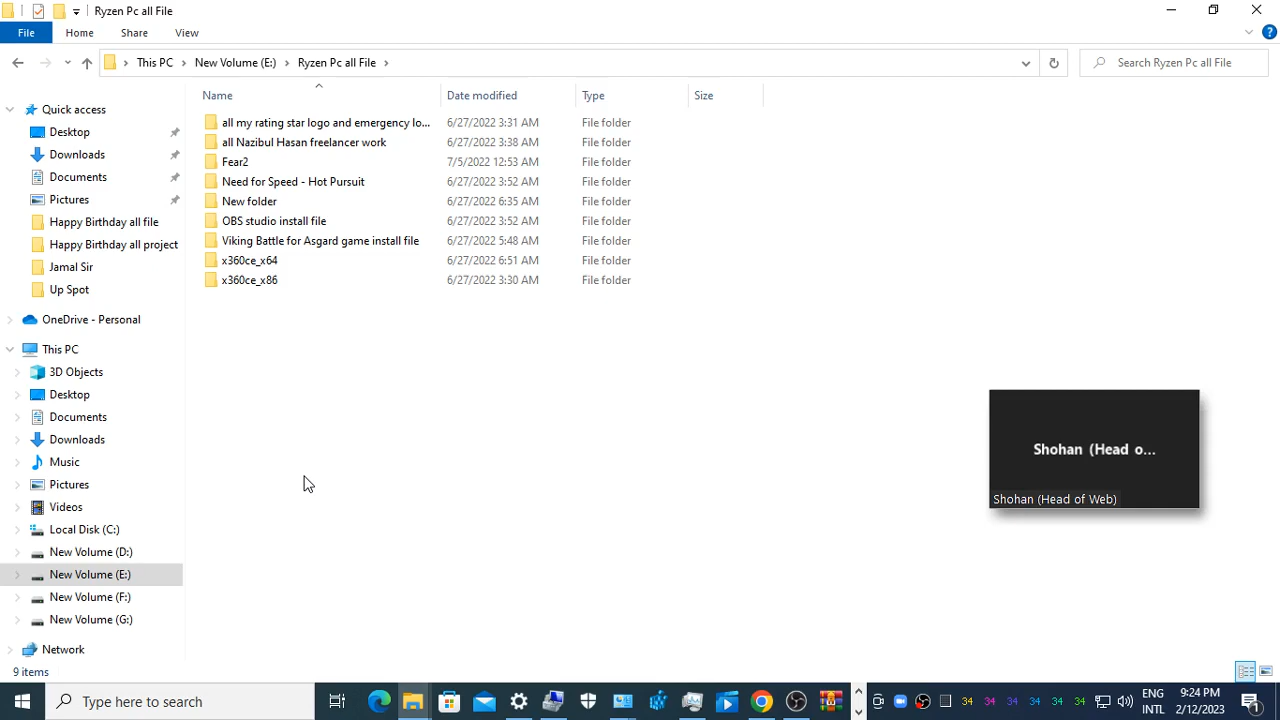 Ryzen Pc all File
File Home Share View
This PC New Volume (E:) Ryzen Pc all File
Search Ryzen Pc all File
Name Date modified Type Size
all my rating star logo and emergency lo... 6/27/2022 3:31 AM File folder
all Nazibul Hasan freelancer work 6/27/2022 3:38 AM File folder
Fear2 7/5/2022 12:53 AM File folder
Need for Speed - Hot Pursuit 6/27/2022 3:52 AM File folder
New folder 6/27/2022 6:35 AM File folder
OBS studio install file 6/27/2022 3:52 AM File folder
Viking Battle for Asgard game install file 6/27/2022 5:48 AM File folder
x360ce_x64 6/27/2022 6:51 AM File folder
x360ce_x86 6/27/2022 3:30 AM File folder
Quick access
Desktop
Downloads
Documents
Pictures
Happy Birthday all file
Happy Birthday all project
Jamal Sir
Up Spot
OneDrive - Personal
This PC
3D Objects
Desktop
Documents
Downloads
Music
Pictures
Videos
Local Disk (C:)
New Volume (D:)
New Volume (E:)
New Volume (F:)
New Volume (G:)
Network
9 items
Shohan (Head o...
Shohan (Head of Web)
Type here to search
34 34 34 34 34 34
ENG
INTL
9:24 PM
2/12/2023
1